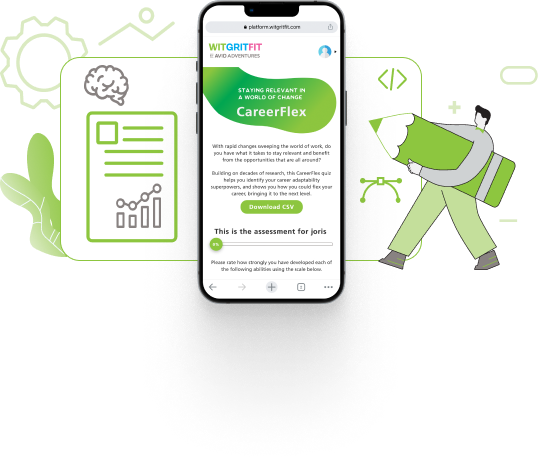 platform.witgritfit.com
WITGRITFIT
AVID ADVENTURES
STAYING RELEVANT IN
A WORLD OF CHANGE
CareerFlex
With rapid changes sweeping the world of work, do
you have what it takes to stay relevant and benefit
from the opportunities that are all around?
Building on decades of research, this CareerFlex quiz
helps you identify your career adaptability
superpowers, and shows you how you could flex your
career, bringing it to the next level.
Download CSV
This is the assessment for joris
0%
Please rate how strongly you have developed each of
the following abilities using the scale below.